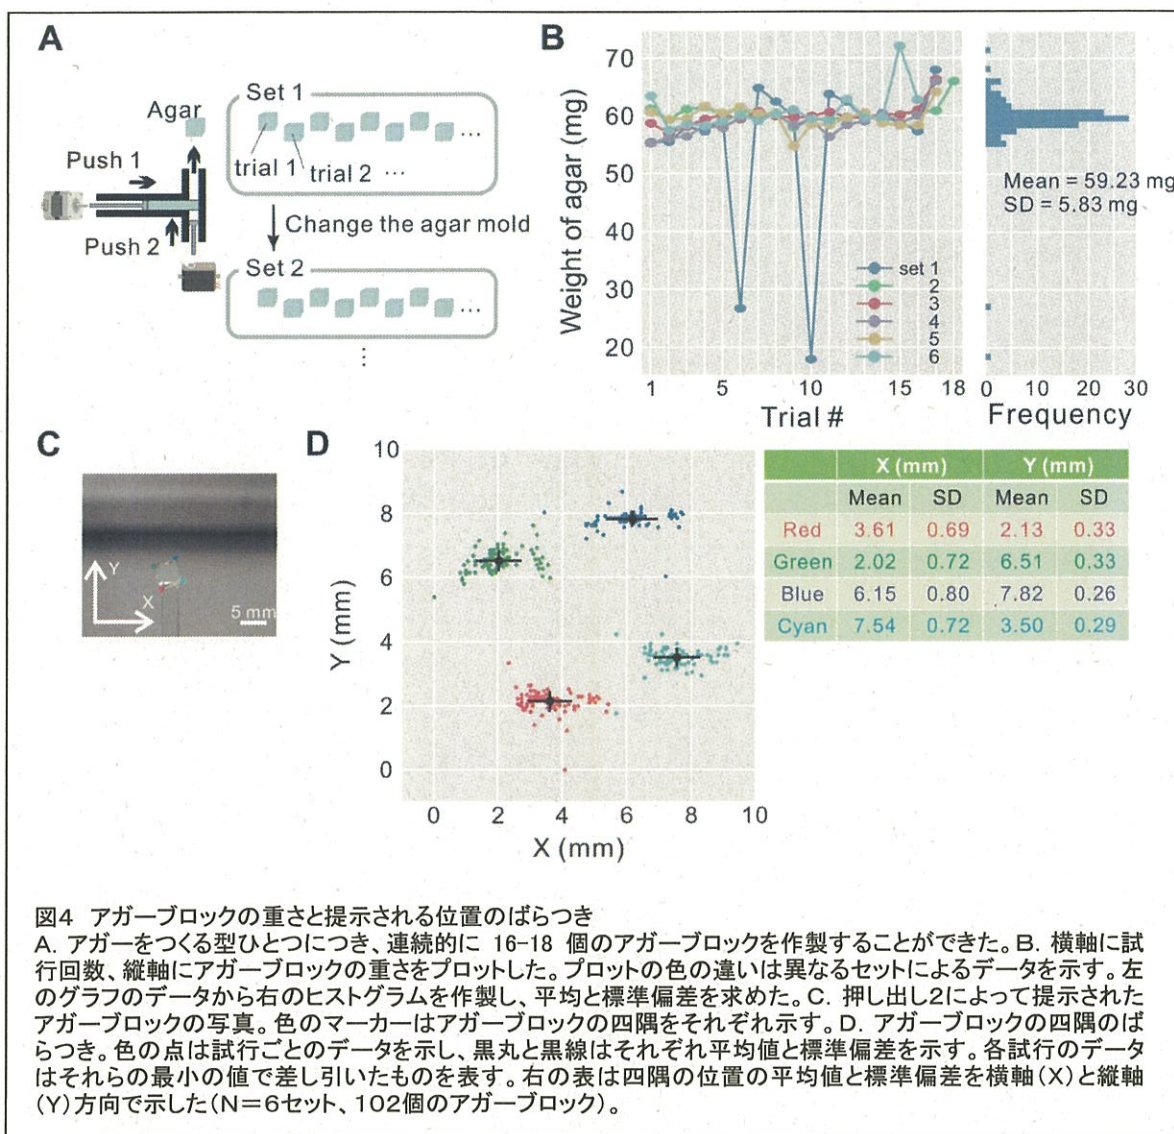 A
Agar
Push 1
Push 2
Set 1
trial 1
trial 2 ...
...
Change the agar mold
Set 2
...
⋮
B
Weight of agar (mg)
70
60
50
40
30
20
1 5 10 15 18
Trial #
set 1
2
3
4
5
6
Mean = 59.23 mg
SD = 5.83 mg
0 10 20 30
Frequency
C
Y
X
5 mm
D
Y (mm)
10
8
6
4
2
0
0 2 4 6 8 10
X (mm)
X (mm) Y (mm)
Mean SD Mean SD
Red 3.61 0.69 2.13 0.33
Green 2.02 0.72 6.51 0.33
Blue 6.15 0.80 7.82 0.26
Cyan 7.54 0.72 3.50 0.29
図4 アガーブロックの重さと提示される位置のばらつき
A. アガーをつくる型ひとつにつき、連続的に 16-18 個のアガーブロックを作製することができた。B. 横軸に試
行回数、縦軸にアガーブロックの重さをプロットした。プロットの色の違いは異なるセットによるデータを示す。左
のグラフのデータから右のヒストグラムを作製し、平均と標準偏差を求めた。C. 押し出し2によって提示された
アガーブロックの写真。色のマーカーはアガーブロックの四隅をそれぞれ示す。D. アガーブロックの四隅のば
らつき。色の点は試行ごとのデータを示し、黒丸と黒線はそれぞれ平均値と標準偏差を示す。各試行のデータ
はそれらの最小の値で差し引いたものを表す。右の表は四隅の位置の平均値と標準偏差を横軸(X)と縦軸
(Y)方向で示した(N=6セット、102個のアガーブロック)。